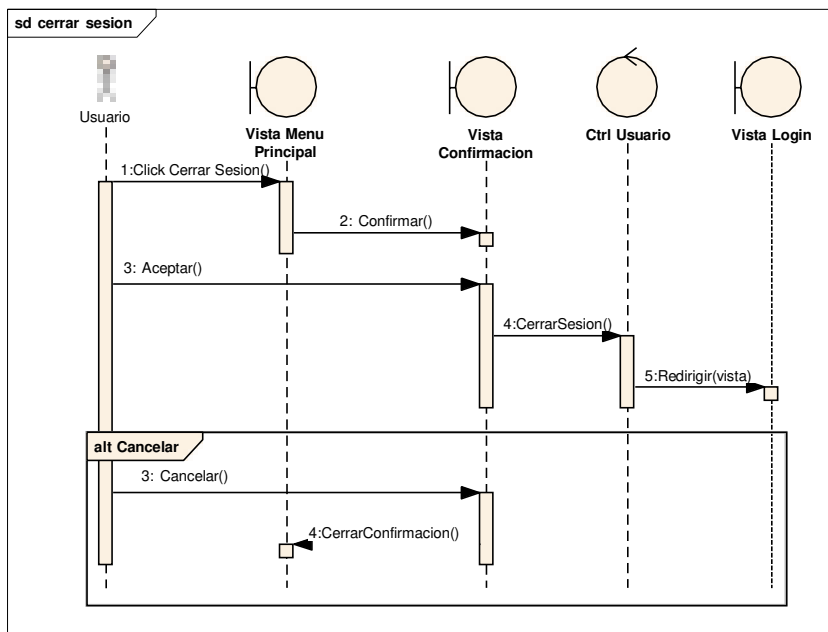 sd cerrar sesion
Usuario
Vista Menu
Principal
Vista
Confirmacion
Ctrl Usuario
Vista Login
1:Click Cerrar Sesion()
2: Confirmar()
3: Aceptar()
4:CerrarSesion()
5:Redirigir(vista)
alt Cancelar
3: Cancelar()
4:CerrarConfirmacion()